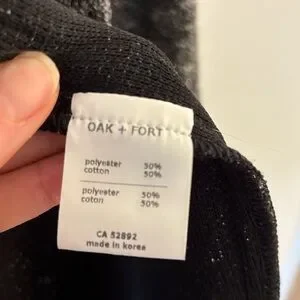 OAK + FORT
polyester 50%
cotton 50%
polyester 50%
coton 50%
CA 52892
made in korea